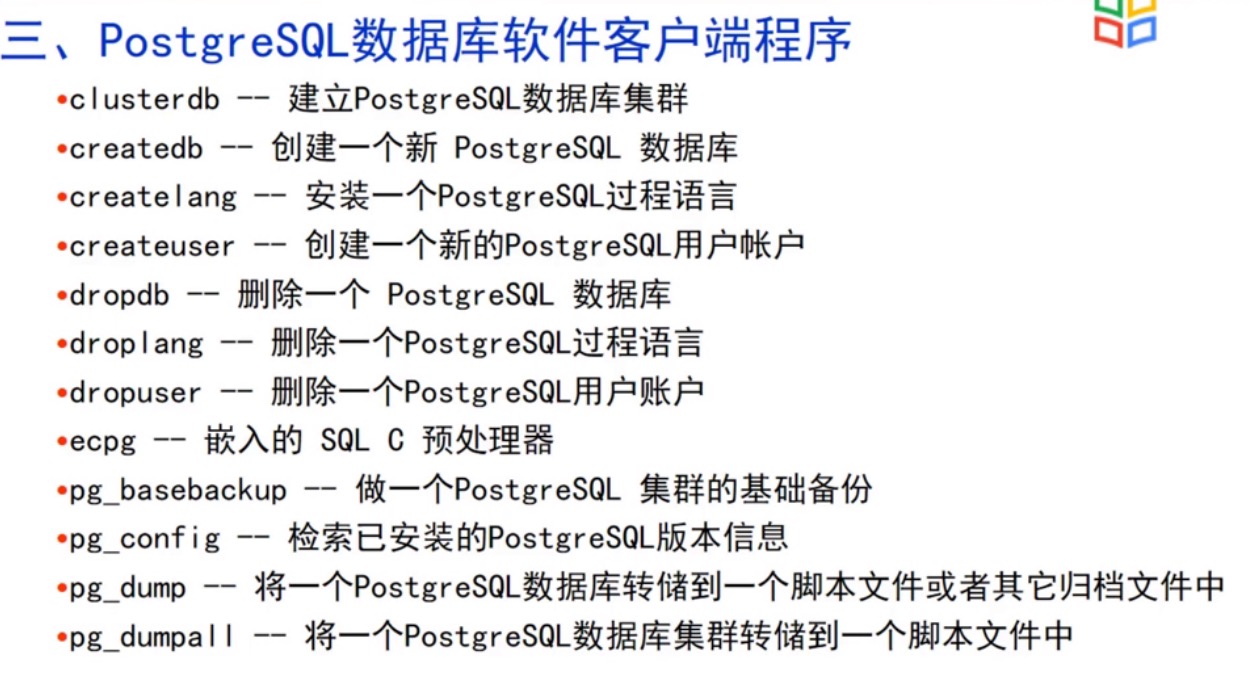 三、PostgreSQL数据库软件客户端程序
•clusterdb -- 建立PostgreSQL数据库集群
•createdb -- 创建一个新 PostgreSQL 数据库
•createlang -- 安装一个PostgreSQL过程语言
•createuser -- 创建一个新的PostgreSQL用户帐户
•dropdb -- 删除一个 PostgreSQL 数据库
•droplang -- 删除一个PostgreSQL过程语言
•dropuser -- 删除一个PostgreSQL用户账户
•ecpg -- 嵌入的 SQL C 预处理器
•pg_basebackup -- 做一个PostgreSQL 集群的基础备份
•pg_config -- 检索已安装的PostgreSQL版本信息
•pg_dump -- 将一个PostgreSQL数据库转储到一个脚本文件或者其它归档文件中
•pg_dumpall -- 将一个PostgreSQL数据库集群转储到一个脚本文件中